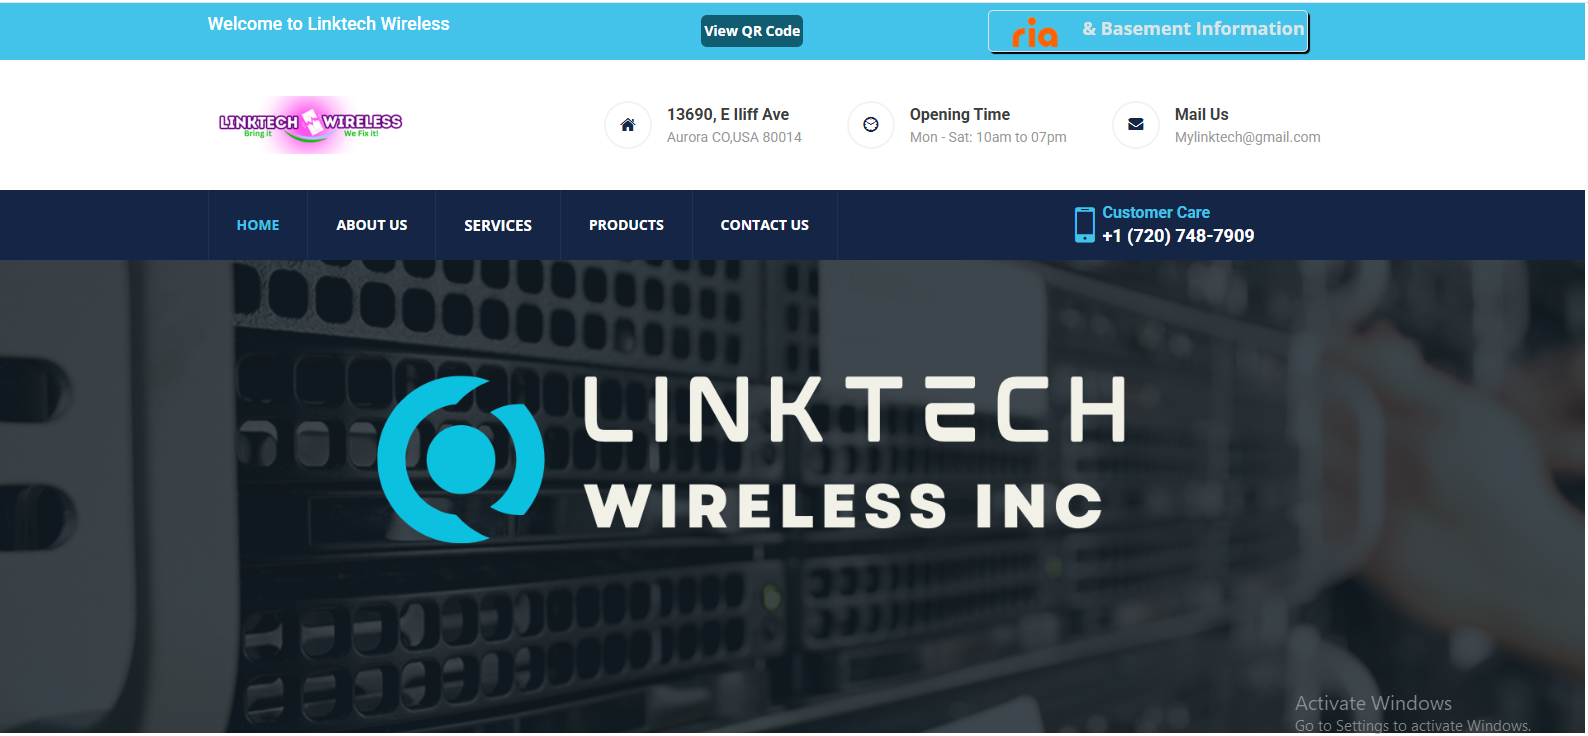 Welcome to Linktech Wireless
View QR Code
ria & Basement Information
LINKTECH WIRELESS
Bring it We Fix it!
13690, E Iliff Ave
Aurora CO,USA 80014
Opening Time
Mon - Sat: 10am to 07pm
Mail Us
Mylinktech@gmail.com
HOME
ABOUT US
SERVICES
PRODUCTS
CONTACT US
Customer Care
+1 (720) 748-7909
LINKTECH
WIRELESS INC
Activate Windows
Go to Settings to activate Windows.